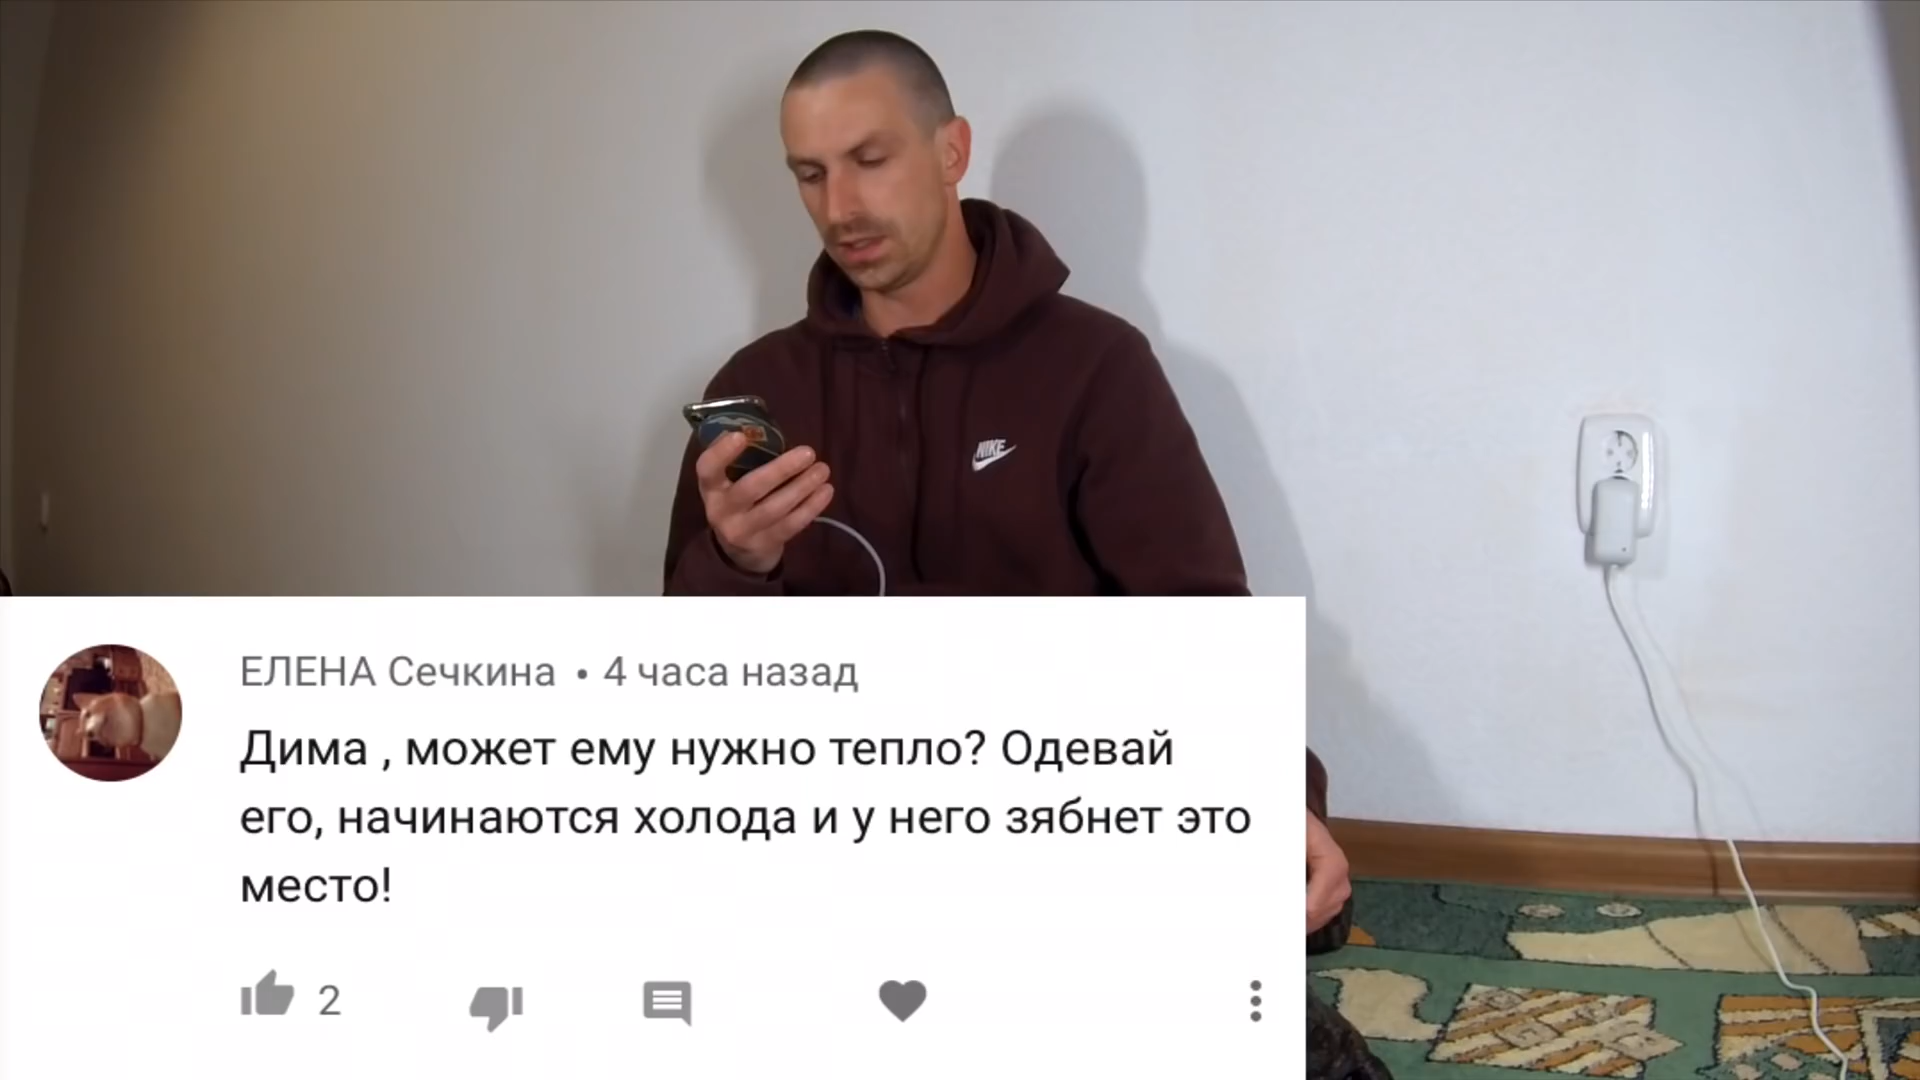 NIKE
ЕЛЕНА Сечкина • 4 часа назад
Дима , может ему нужно тепло? Одевай
его, начинаются холода и у него зябнет это
место!
2